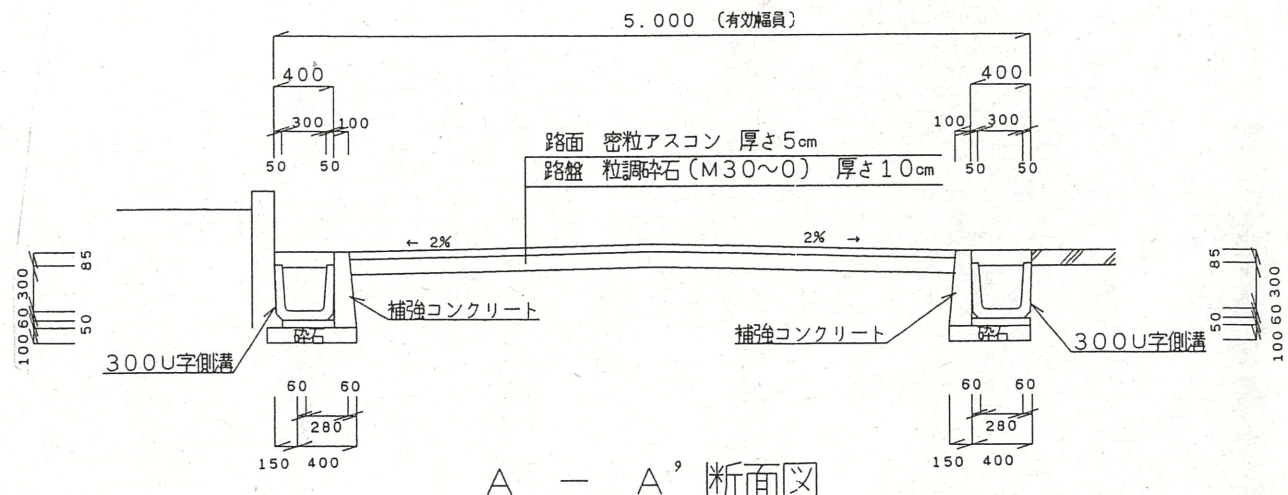 5.000 (有効幅員)
400
400
300 100
100 300
50 50
50 50
路面 密粒アスコン 厚さ5cm
路盤 粒調砕石(M30~0) 厚さ10cm
← 2%
2% →
85
300
60
50
100
85
300
60
50
100
補強コンクリート
補強コンクリート
砕石
砕石
300U字側溝
300U字側溝
60 60
60 60
280
280
150 400
150 400
A - A' 断面図